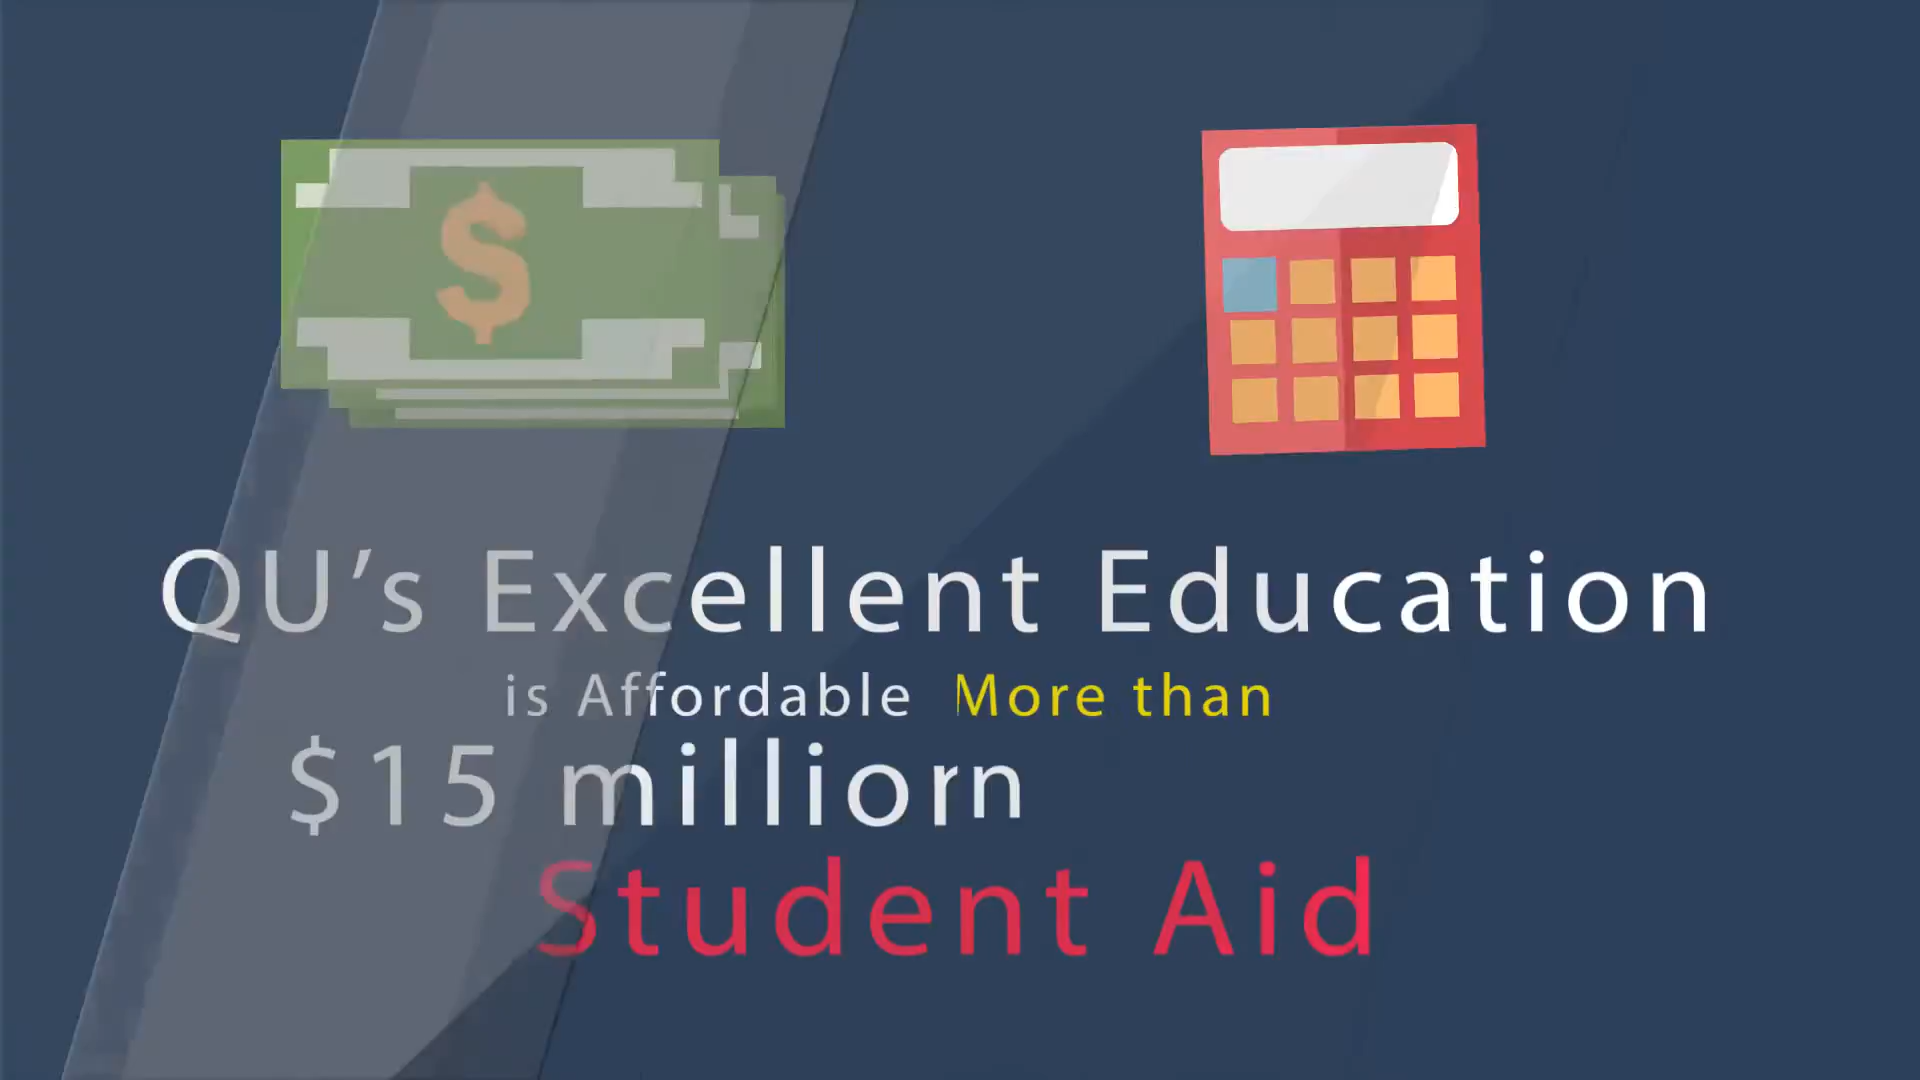 $
QU’s Excellent Education
is Affordable More than
$15 milliorn
Student Aid